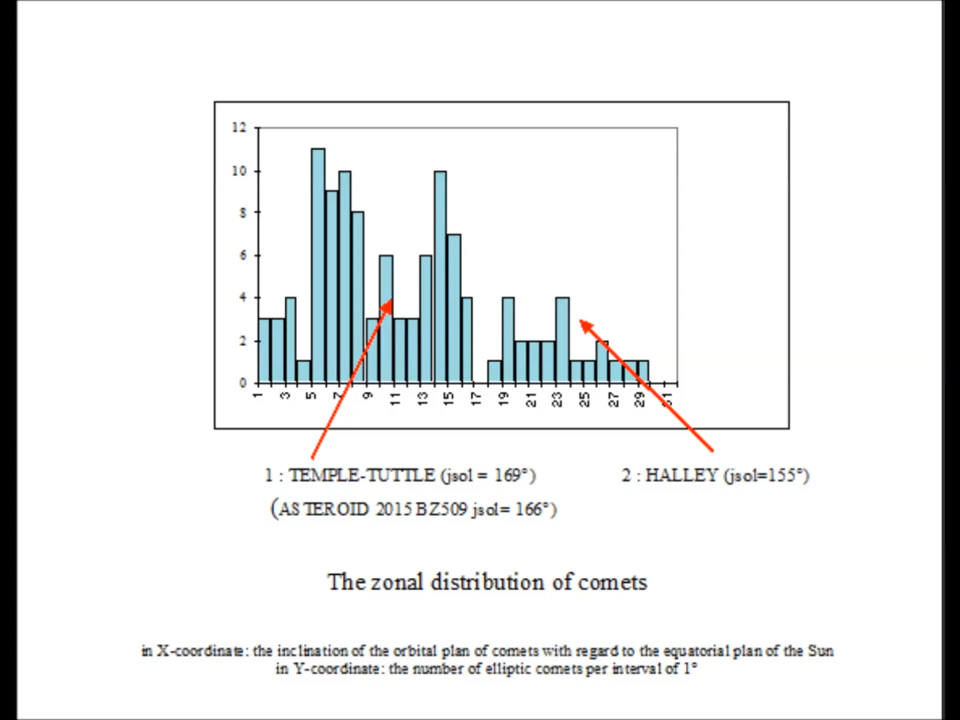 12
10
8
6
4
2
0
1 3 5 7 9 11 13 15 17 19 21 23 25 27 29 31
1 : TEMPLE-TUTTLE (jsol = 169°) 2 : HALLEY (jsol=155°)
(ASTEROID 2015 BZ509 jsol= 166°)
The zonal distribution of comets
in X-coordinate: the inclination of the orbital plan of comets with regard to the equatorial plan of the Sun
in Y-coordinate: the number of elliptic comets per interval of 1°